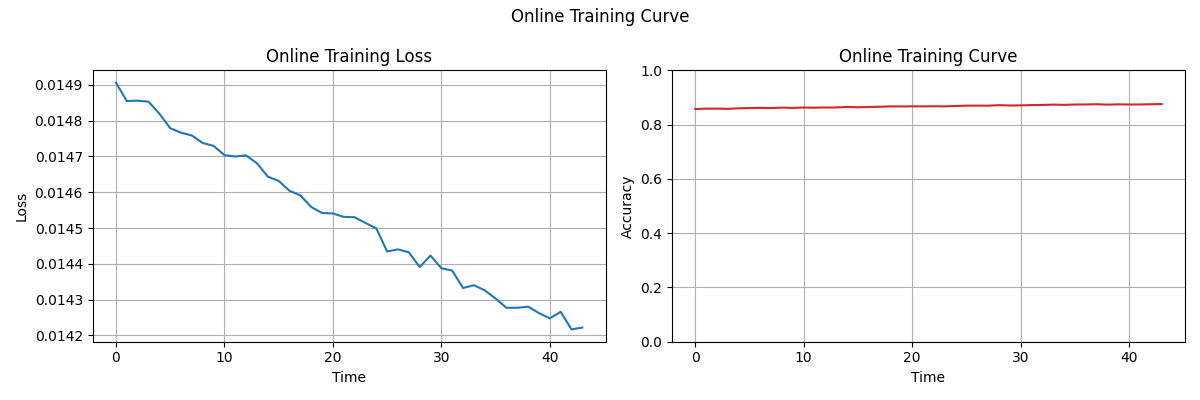 Online Training Curve
Online Training Loss
0.0149
0.0148
0.0147
0.0146
0.0145
0.0144
0.0143
0.0142
Loss
0 10 20 30 40
Time
Online Training Curve
1.0
0.8
0.6
0.4
0.2
0.0
Accuracy
0 10 20 30 40
Time